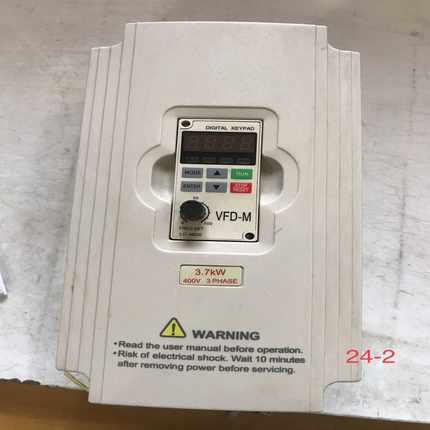 DIGITAL KEYPAD
MODE
RUN
ENTER
STOP
RESET
VFD-M
3.7kW
400V 3 PHASE
WARNING
•Read the user manual before operation.
•Risk of electrical shock. Wait 10 minutes
after removing power before servicing.
24-2